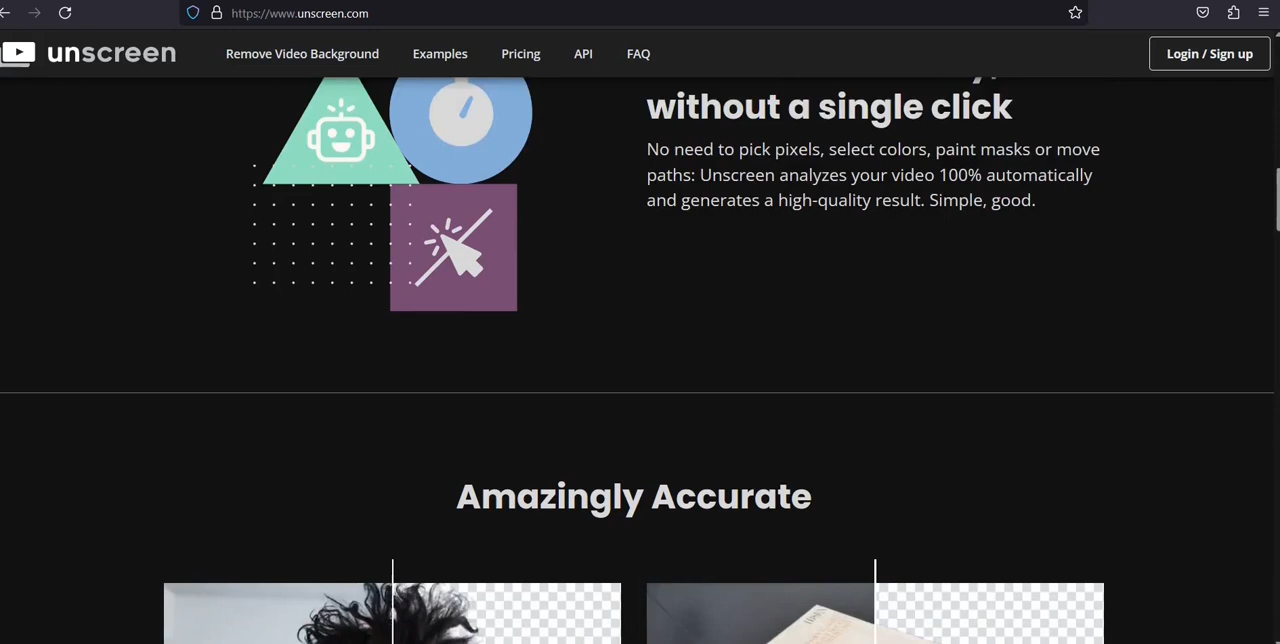 https://www.unscreen.com
unscreen
Remove Video Background
Examples
Pricing
API
FAQ
Login / Sign up
without a single click
No need to pick pixels, select colors, paint masks or move
paths: Unscreen analyzes your video 100% automatically
and generates a high-quality result. Simple, good.
Amazingly Accurate